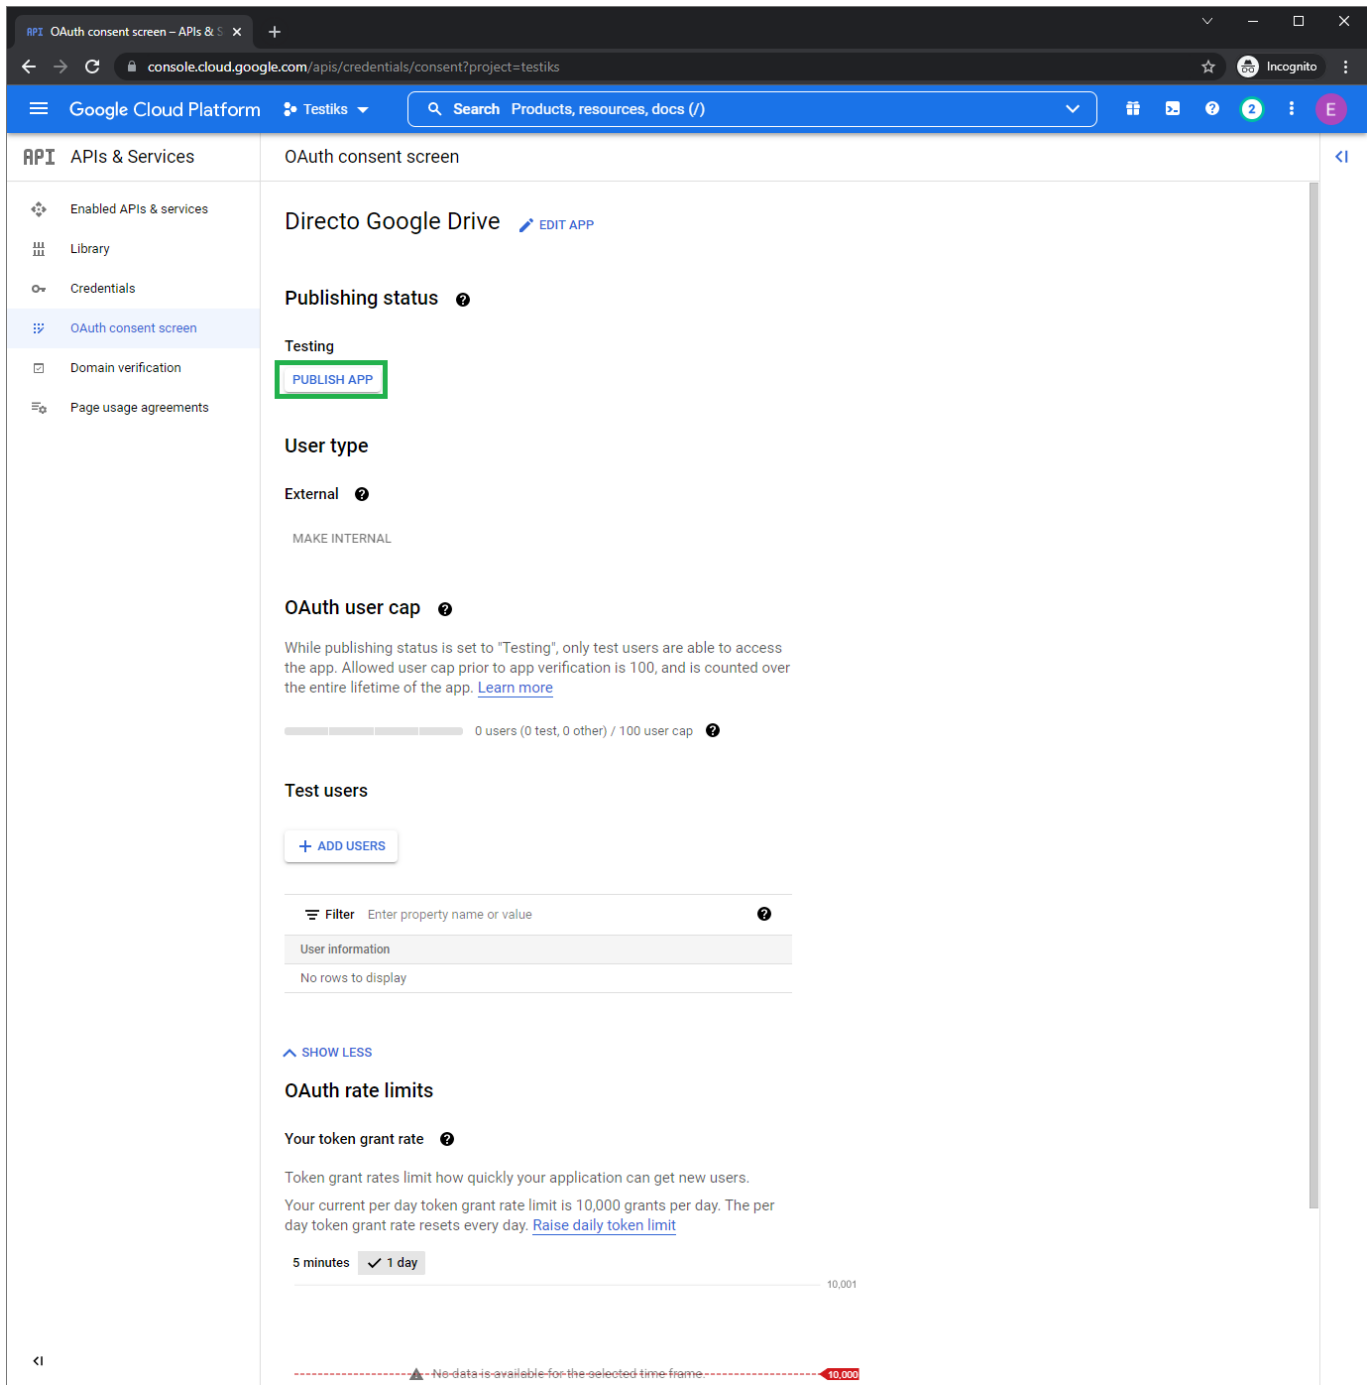 API OAuth consent screen – APIs & S
console.cloud.google.com/apis/credentials/consent?project=testiks
Incognito
Google Cloud Platform
Testiks
Search Products, resources, docs (/)
2
E
API APIs & Services
OAuth consent screen
Enabled APIs & services
Library
Credentials
OAuth consent screen
Domain verification
Page usage agreements
Directo Google Drive
EDIT APP
Publishing status
Testing
PUBLISH APP
User type
External
MAKE INTERNAL
OAuth user cap
While publishing status is set to "Testing", only test users are able to access
the app. Allowed user cap prior to app verification is 100, and is counted over
the entire lifetime of the app. Learn more
0 users (0 test, 0 other) / 100 user cap
Test users
+ ADD USERS
Filter Enter property name or value
User information
No rows to display
SHOW LESS
OAuth rate limits
Your token grant rate
Token grant rates limit how quickly your application can get new users.
Your current per day token grant rate limit is 10,000 grants per day. The per
day token grant rate resets every day. Raise daily token limit
5 minutes
1 day
10,001
No data is available for the selected time frame.
10,000